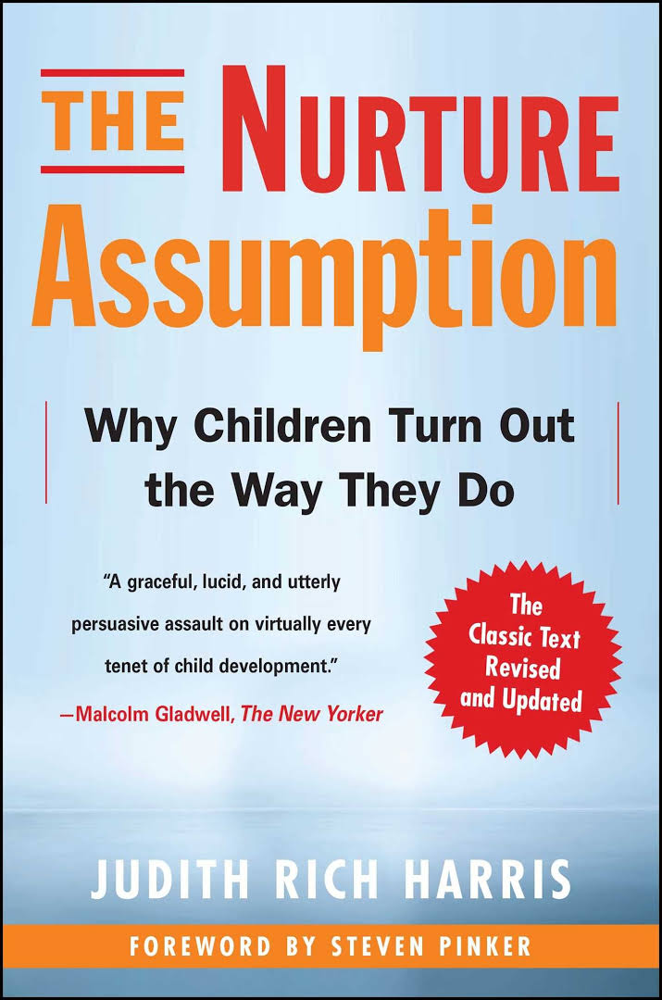 THE NURTURE
Assumption
Why Children Turn Out
the Way They Do
“A graceful, lucid, and utterly
persuasive assault on virtually every
tenet of child development.”
—Malcolm Gladwell, The New Yorker
The
Classic Text
Revised
and Updated
JUDITH RICH HARRIS
FOREWORD BY STEVEN PINKER